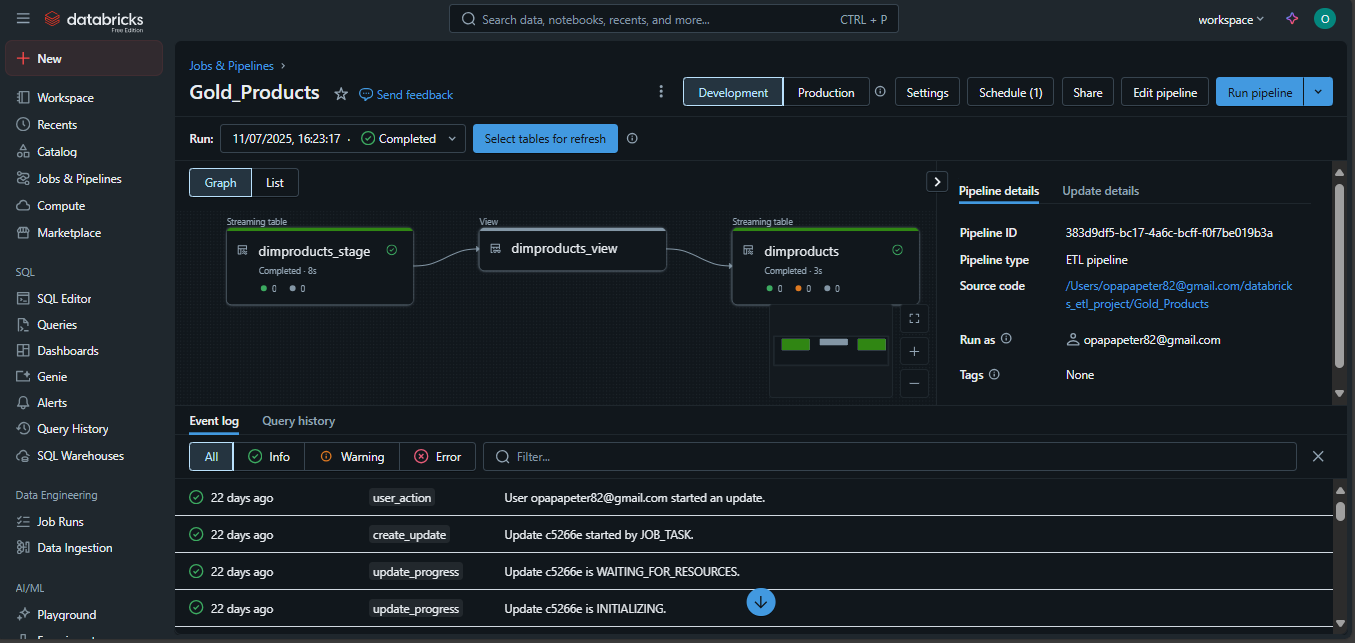 databricks
Free Edition
Search data, notebooks, recents, and more...
CTRL + P
workspace
O
New
Workspace
Recents
Catalog
Jobs & Pipelines
Compute
Marketplace
SQL
SQL Editor
Queries
Dashboards
Genie
Alerts
Query History
SQL Warehouses
Data Engineering
Job Runs
Data Ingestion
AI/ML
Playground
Jobs & Pipelines
Gold_Products
Send feedback
Development
Production
Settings
Schedule (1)
Share
Edit pipeline
Run pipeline
Run:
11/07/2025, 16:23:17 · Completed
Select tables for refresh
Graph
List
Streaming table
dimproducts_stage
Completed · 8s
0 0
View
dimproducts_view
Streaming table
dimproducts
Completed · 3s
0 0 0
Pipeline details
Update details
Pipeline ID
383d9df5-bc17-4a6c-bcff-f0f7be019b3a
Pipeline type
ETL pipeline
Source code
/Users/opapapeter82@gmail.com/databrick
s_etl_project/Gold_Products
Run as
opapapeter82@gmail.com
Tags
None
Event log
Query history
All
Info
Warning
Error
Filter...
22 days ago user_action User opapapeter82@gmail.com started an update.
22 days ago create_update Update c5266e started by JOB_TASK.
22 days ago update_progress Update c5266e is WAITING_FOR_RESOURCES.
22 days ago update_progress Update c5266e is INITIALIZING.